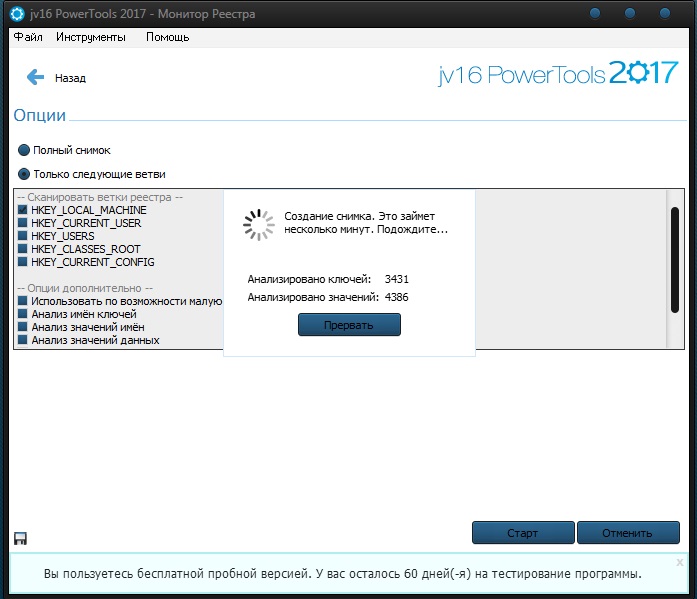 jv16 PowerTools 2017 - Монитор Реестра
Файл Инструменты Помощь
Назад
jv16 PowerTools 2017
Опции
Полный снимок
Только следующие ветви
-- Сканировать ветки реестра --
HKEY_LOCAL_MACHINE
HKEY_CURRENT_USER
HKEY_USERS
HKEY_CLASSES_ROOT
HKEY_CURRENT_CONFIG
-- Опции дополнительно --
Использовать по возможности малую
Анализ имён ключей
Анализ значений имён
Анализ значений данных
Создание снимка. Это займет
несколько минут. Подождите...
Анализировано ключей: 3431
Анализировано значений: 4386
Прервать
Старт Отменить
x
Вы пользуетесь бесплатной пробной версией. У вас осталось 60 дней(-я) на тестирование программы.